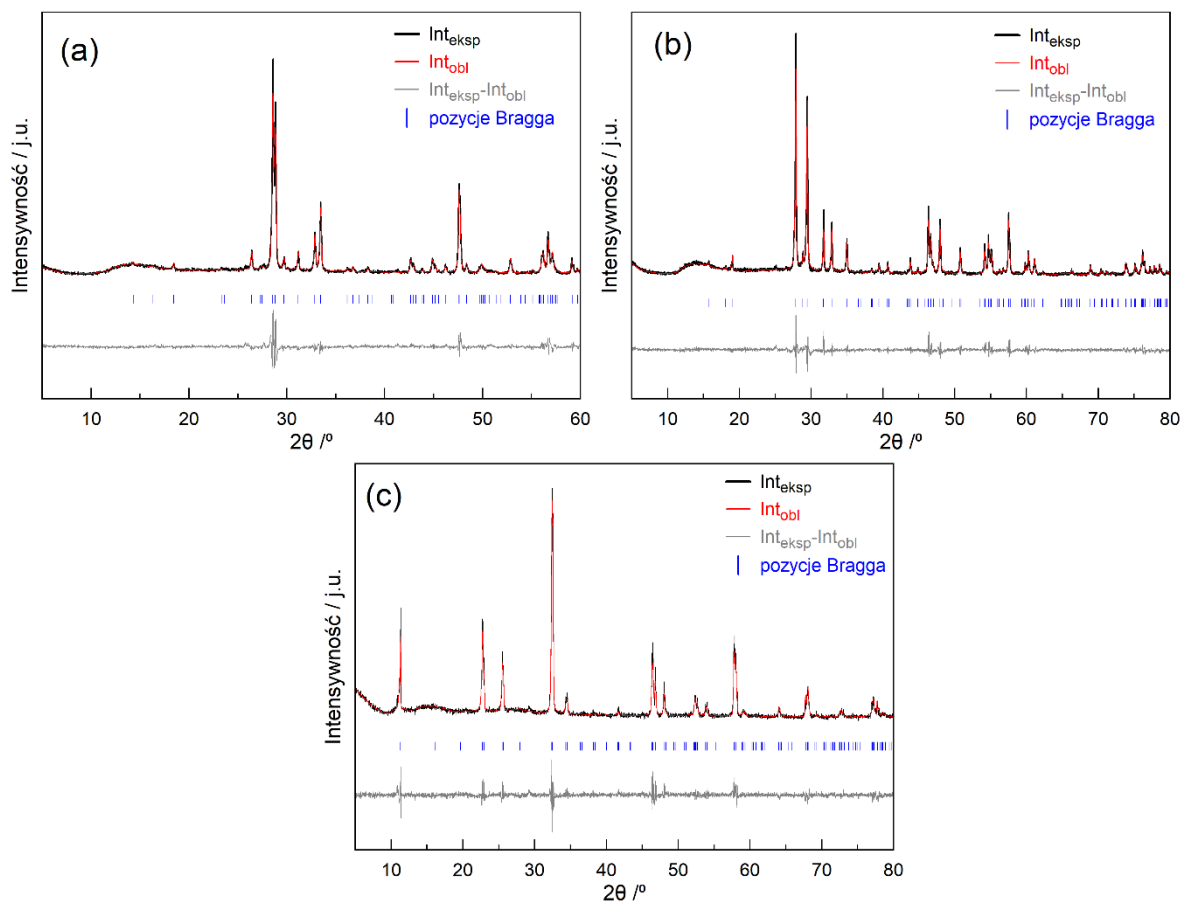 (a)
Int_eksp
Int_obl
Int_eksp-Int_obl
pozycje Bragga
Intensywność / j.u.
10 20 30 40 50 60
2θ /º
(b)
Int_eksp
Int_obl
Int_eksp-Int_obl
pozycje Bragga
Intensywność / j.u.
10 20 30 40 50 60 70 80
2θ /º
(c)
Int_eksp
Int_obl
Int_eksp-Int_obl
pozycje Bragga
Intensywność / j.u.
10 20 30 40 50 60 70 80
2θ /º